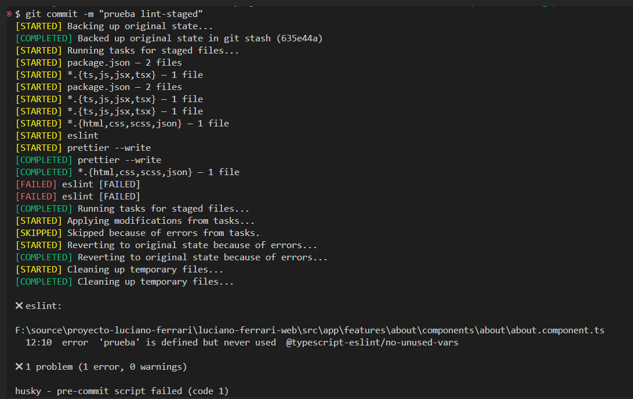 $ git commit -m "prueba lint-staged"
[STARTED] Backing up original state...
[COMPLETED] Backed up original state in git stash (635e44a)
[STARTED] Running tasks for staged files...
[STARTED] package.json — 2 files
[STARTED] *.{ts,js,jsx,tsx} — 1 file
[STARTED] package.json — 2 files
[STARTED] *.{ts,js,jsx,tsx} — 1 file
[STARTED] *.{ts,js,jsx,tsx} — 1 file
[STARTED] *.{html,css,scss,json} — 1 file
[STARTED] eslint
[STARTED] prettier --write
[COMPLETED] prettier --write
[COMPLETED] *.{html,css,scss,json} — 1 file
[FAILED] eslint [FAILED]
[FAILED] eslint [FAILED]
[COMPLETED] Running tasks for staged files...
[STARTED] Applying modifications from tasks...
[SKIPPED] Skipped because of errors from tasks.
[STARTED] Reverting to original state because of errors...
[COMPLETED] Reverting to original state because of errors...
[STARTED] Cleaning up temporary files...
[COMPLETED] Cleaning up temporary files...
✖ eslint:
F:\source\proyecto-luciano-ferrari\luciano-ferrari-web\src\app\features\about\components\about\about.component.ts
12:10 error 'prueba' is defined but never used @typescript-eslint/no-unused-vars
✖ 1 problem (1 error, 0 warnings)
husky - pre-commit script failed (code 1)